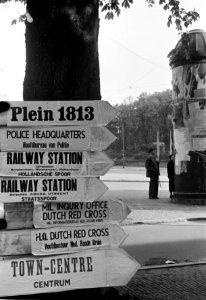 Plein 1813
POLICE HEADQUARTERS
Hoofdbureau van Politie
RAILWAY STATION
HOLLANDSCHE SPOOR
RAILWAY STATION
STAATSSPOOR
MIL. INQUIRY OFFICE
DUTCH RED CROSS
H.Q. DUTCH RED CROSS
Hoofdbestuur Ned. Roode Kruis
TOWN-CENTRE
CENTRUM